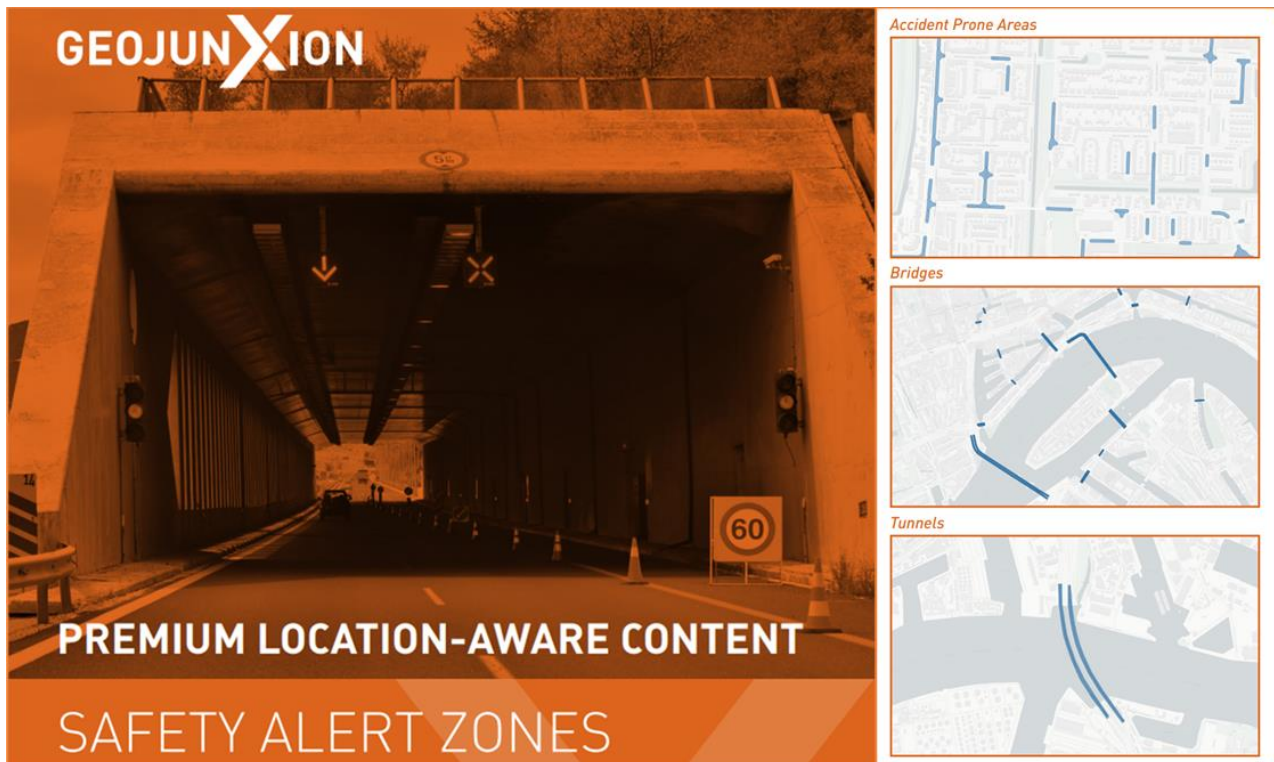 GEOJUNXION
60
PREMIUM LOCATION-AWARE CONTENT
SAFETY ALERT ZONES
Accident Prone Areas
Bridges
Tunnels